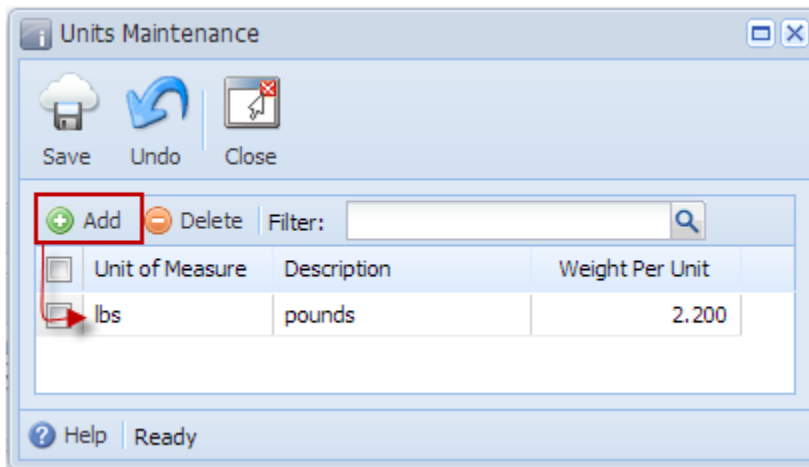 Units Maintenance
Save Undo Close
Add Delete Filter:
Unit of Measure Description Weight Per Unit
lbs pounds 2.200
Help Ready